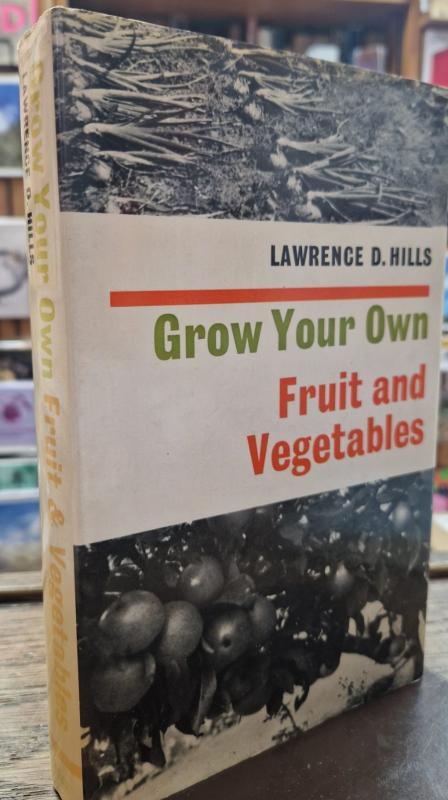 LAWRENCE D. HILLS
Grow Your Own
Fruit and
Vegetables
Grow Your Own Fruit & Vegetables
LAWRENCE D. HILLS